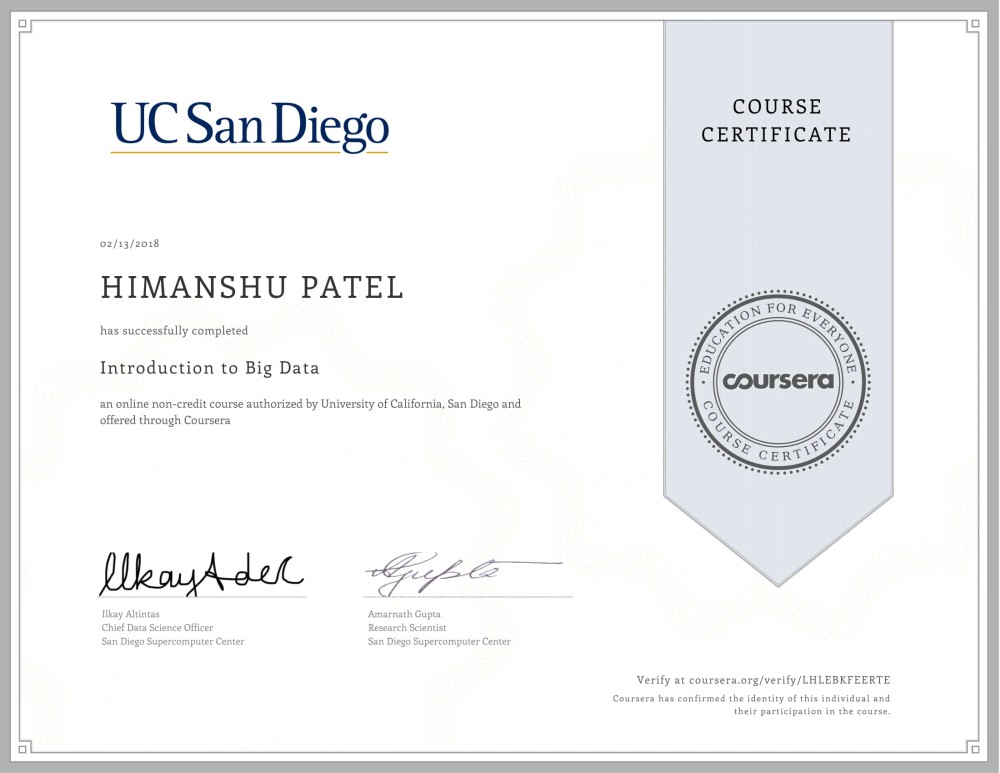 UC San Diego
COURSE
CERTIFICATE
02/13/2018
HIMANSHU PATEL
has successfully completed
Introduction to Big Data
an online non-credit course authorized by University of California, San Diego and
offered through Coursera
EDUCATION FOR EVERYONE
coursera
COURSE CERTIFICATE
Ilkay Altintas
Chief Data Science Officer
San Diego Supercomputer Center
Amarnath Gupta
Research Scientist
San Diego Supercomputer Center
Verify at coursera.org/verify/LHLEBKFEERTE
Coursera has confirmed the identity of this individual and
their participation in the course.